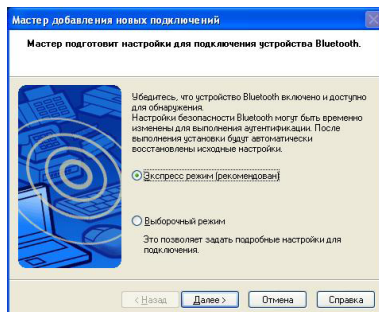 Мастер добавления новых подключений
Мастер подготовит настройки для подключения устройства Bluetooth.
Убедитесь, что устройство Bluetooth включено и доступно
для обнаружения.
Настройки безопасности Bluetooth могут быть временно
изменены для выполнения аутентификации. После
выполнения установки будут автоматически
восстановлены исходные настройки.
Экспресс режим (рекомендован)
Выборочный режим
Это позволяет задать подробные настройки для
подключения.
< Назад Далее > Отмена Справка